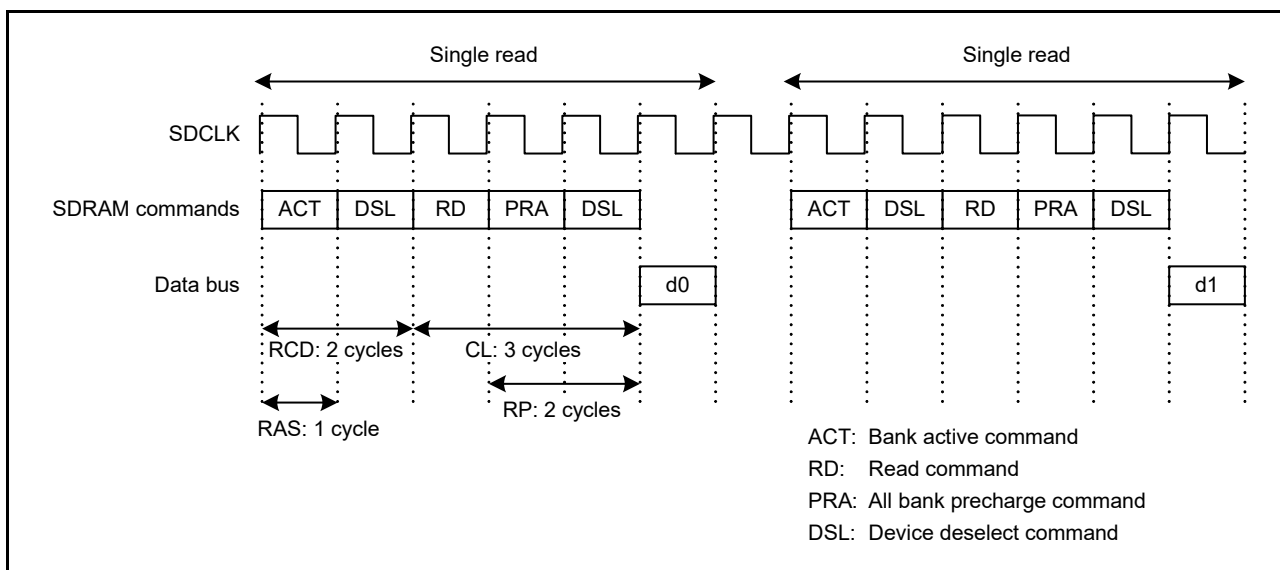 Single read Single read
SDCLK
SDRAM commands ACT DSL RD PRA DSL ACT DSL RD PRA DSL
Data bus d0 d1
RCD: 2 cycles CL: 3 cycles
RP: 2 cycles
RAS: 1 cycle
ACT: Bank active command
RD: Read command
PRA: All bank precharge command
DSL: Device deselect command